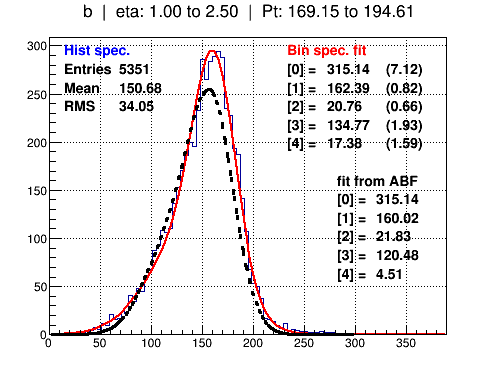 b | eta: 1.00 to 2.50 | Pt: 169.15 to 194.61
Hist spec.
Entries 5351
Mean 150.68
RMS 34.05
Bin spec. fit
[0] = 315.14 (7.12)
[1] = 162.39 (0.82)
[2] = 20.76 (0.66)
[3] = 134.77 (1.93)
[4] = 17.38 (1.59)
fit from ABF
[0] = 315.14
[1] = 160.02
[2] = 21.83
[3] = 120.48
[4] = 4.51
300
250
200
150
100
50
0
0 50 100 150 200 250 300 350